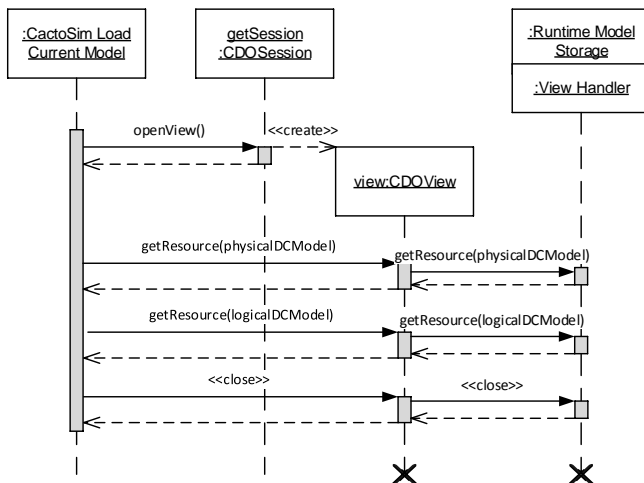 :CactoSim Load
Current Model
getSession
:CDOSession
:Runtime Model
Storage
:View Handler
openView()
<<create>>
view:CDOView
getResource(physicalDCModel)
getResource(physicalDCModel)
getResource(logicalDCModel)
getResource(logicalDCModel)
<<close>>
<<close>>